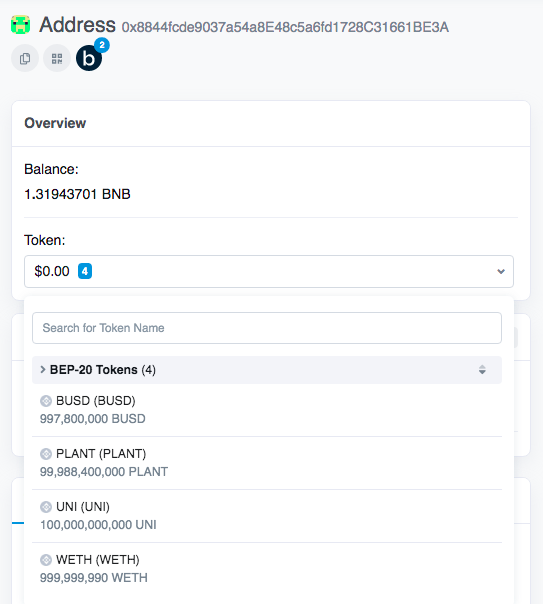 Address 0x8844fcde9037a54a8E48c5a6fd1728C31661BE3A
b 2
Overview
Balance:
1.31943701 BNB
Token:
$0.00 4
Search for Token Name
BEP-20 Tokens (4)
BUSD (BUSD)
997,800,000 BUSD
PLANT (PLANT)
99,988,400,000 PLANT
UNI (UNI)
100,000,000,000 UNI
WETH (WETH)
999,999,990 WETH